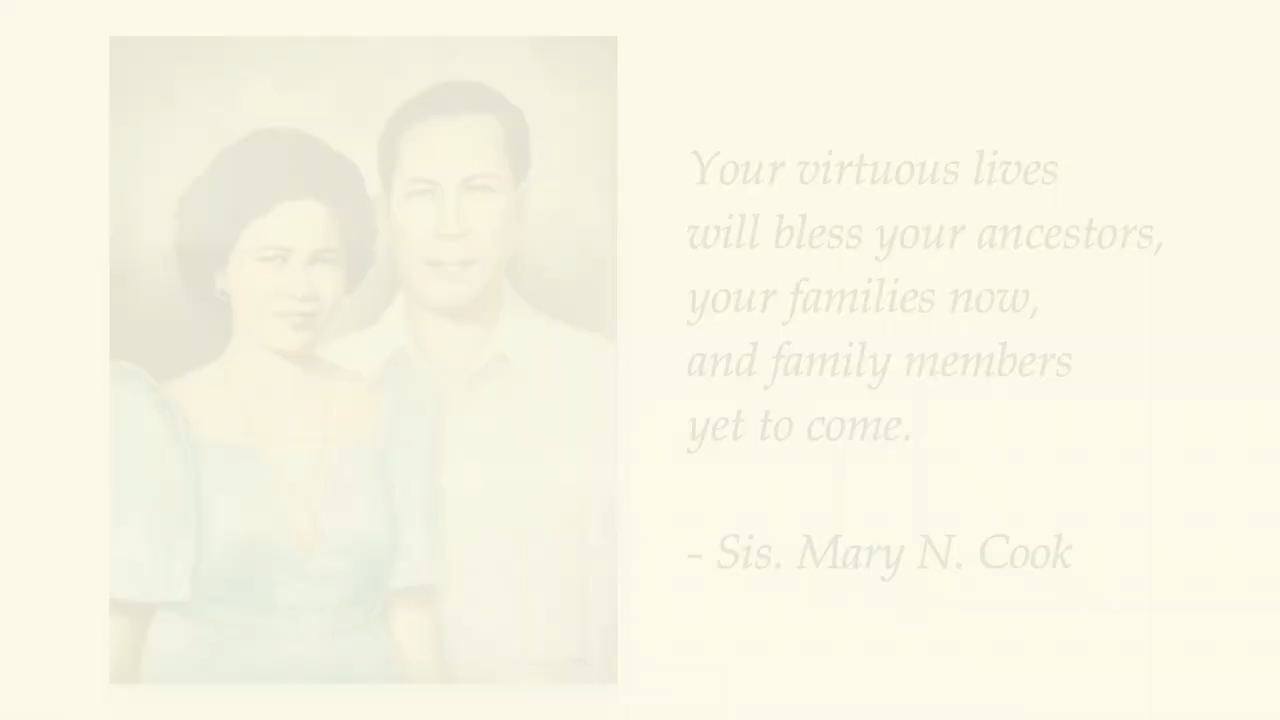 Your virtuous lives
will bless your ancestors,
your families now,
and family members
yet to come.
- Sis. Mary N. Cook